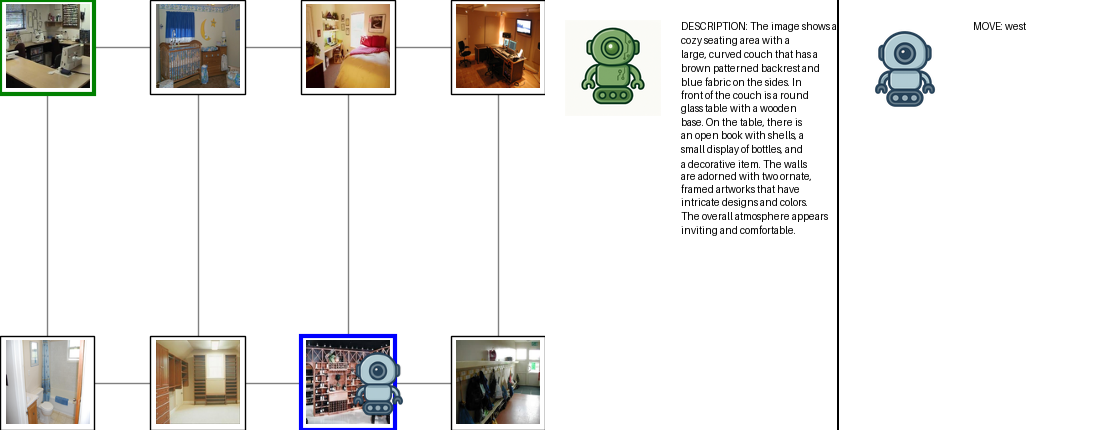 DESCRIPTION: The image shows a
cozy seating area with a
large, curved couch that has a
brown patterned backrest and
blue fabric on the sides. In
front of the couch is a round
glass table with a wooden
base. On the table, there is
an open book with shells, a
small display of bottles, and
a decorative item. The walls
are adorned with two ornate,
framed artworks that have
intricate designs and colors.
The overall atmosphere appears
inviting and comfortable.
MOVE: west